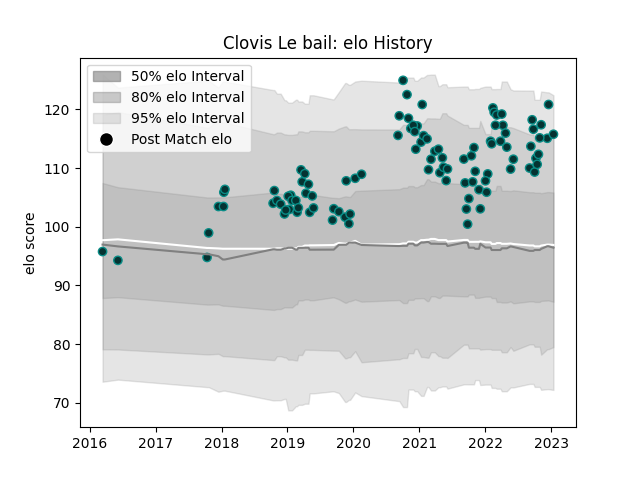 Clovis Le bail: elo History
50% elo Interval
80% elo Interval
95% elo Interval
Post Match elo
elo score
120
110
100
90
80
70
2016
2017
2018
2019
2020
2021
2022
2023